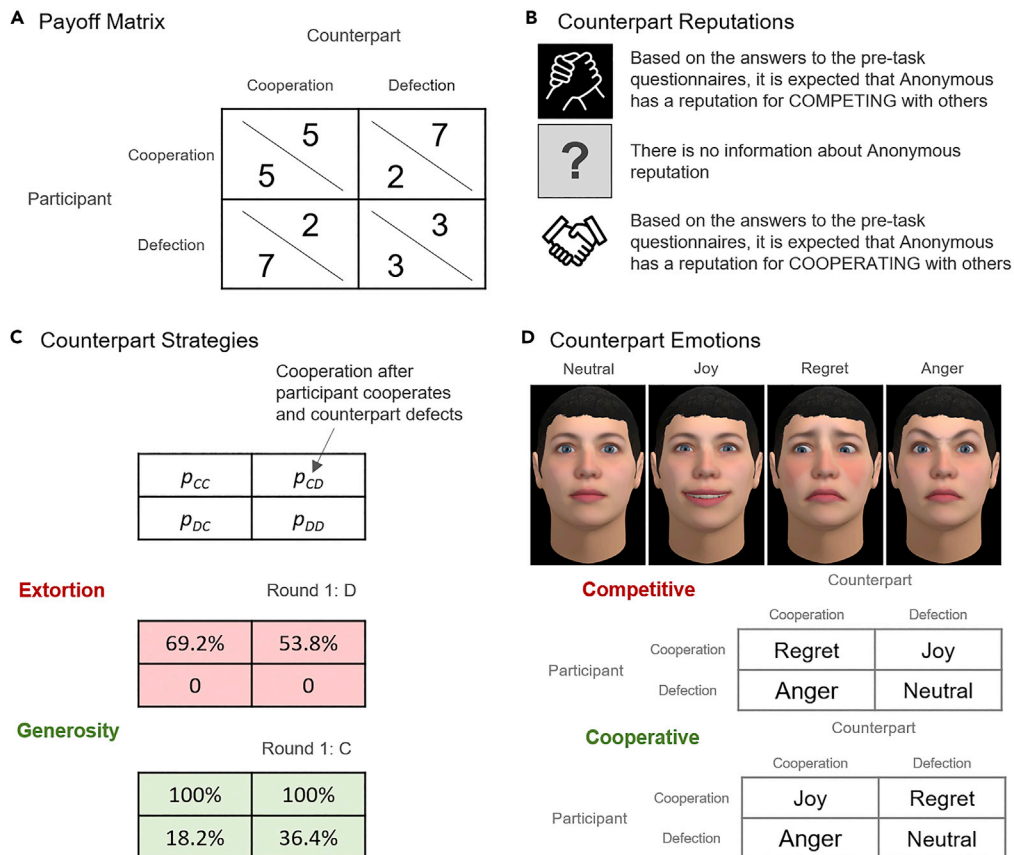 A Payoff Matrix
Counterpart
Cooperation Defection
Participant
Cooperation
5 5
7 2
Defection
2 7
3 3
B Counterpart Reputations
Based on the answers to the pre-task
questionnaires, it is expected that Anonymous
has a reputation for COMPETING with others
?
There is no information about Anonymous
reputation
Based on the answers to the pre-task
questionnaires, it is expected that Anonymous
has a reputation for COOPERATING with others
C Counterpart Strategies
Cooperation after
participant cooperates
and counterpart defects
pCC pCD
pDC pDD
Extortion
Round 1: D
69.2% 53.8%
0 0
Generosity
Round 1: C
100% 100%
18.2% 36.4%
D Counterpart Emotions
Neutral Joy Regret Anger
Competitive
Counterpart
Cooperation Defection
Participant
Cooperation Regret Joy
Defection Anger Neutral
Cooperative
Counterpart
Cooperation Defection
Participant
Cooperation Joy Regret
Defection Anger Neutral